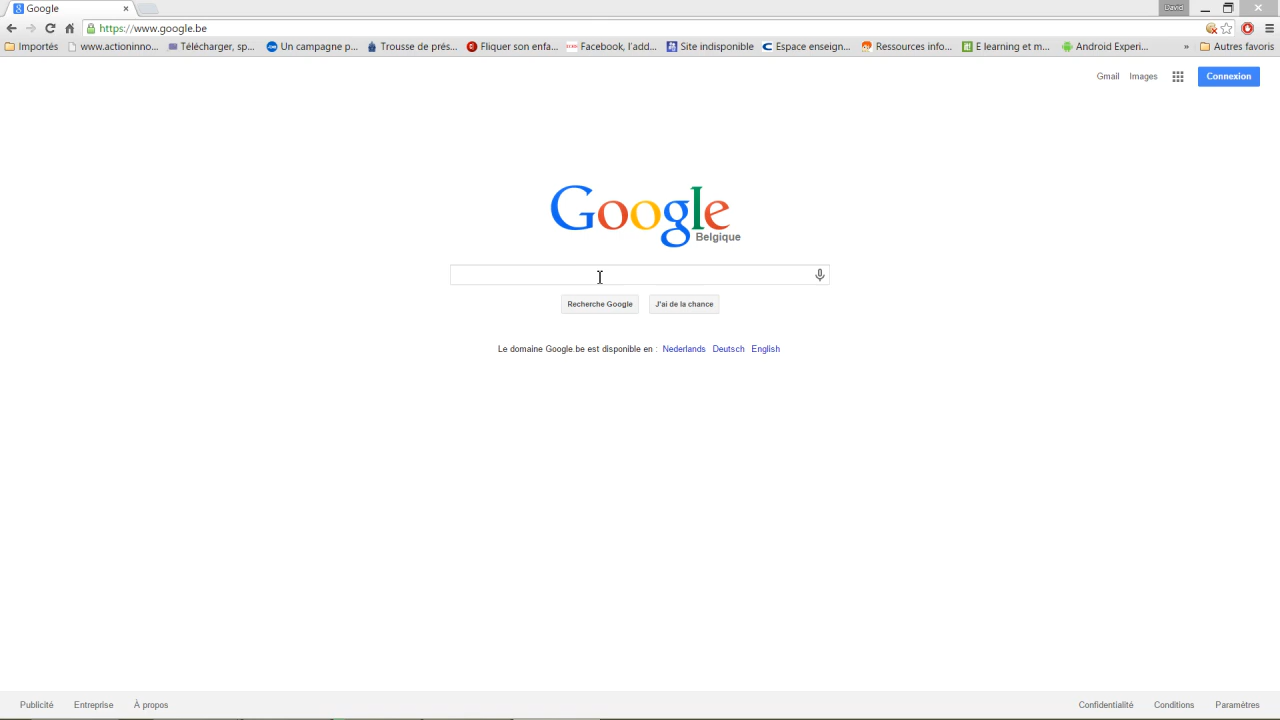 Google
David
https://www.google.be
Importés www.actioninno... Télécharger, sp... Un campagne p... Trousse de prés... Fliquer son enfa... Facebook, l'add... Site indisponible Espace enseign... Ressources info... E learning et m... Android Experi... » Autres favoris
Gmail Images Connexion
Google
Belgique
Recherche Google J'ai de la chance
Le domaine Google.be est disponible en : Nederlands Deutsch English
Publicité Entreprise À propos Confidentialité Conditions Paramètres